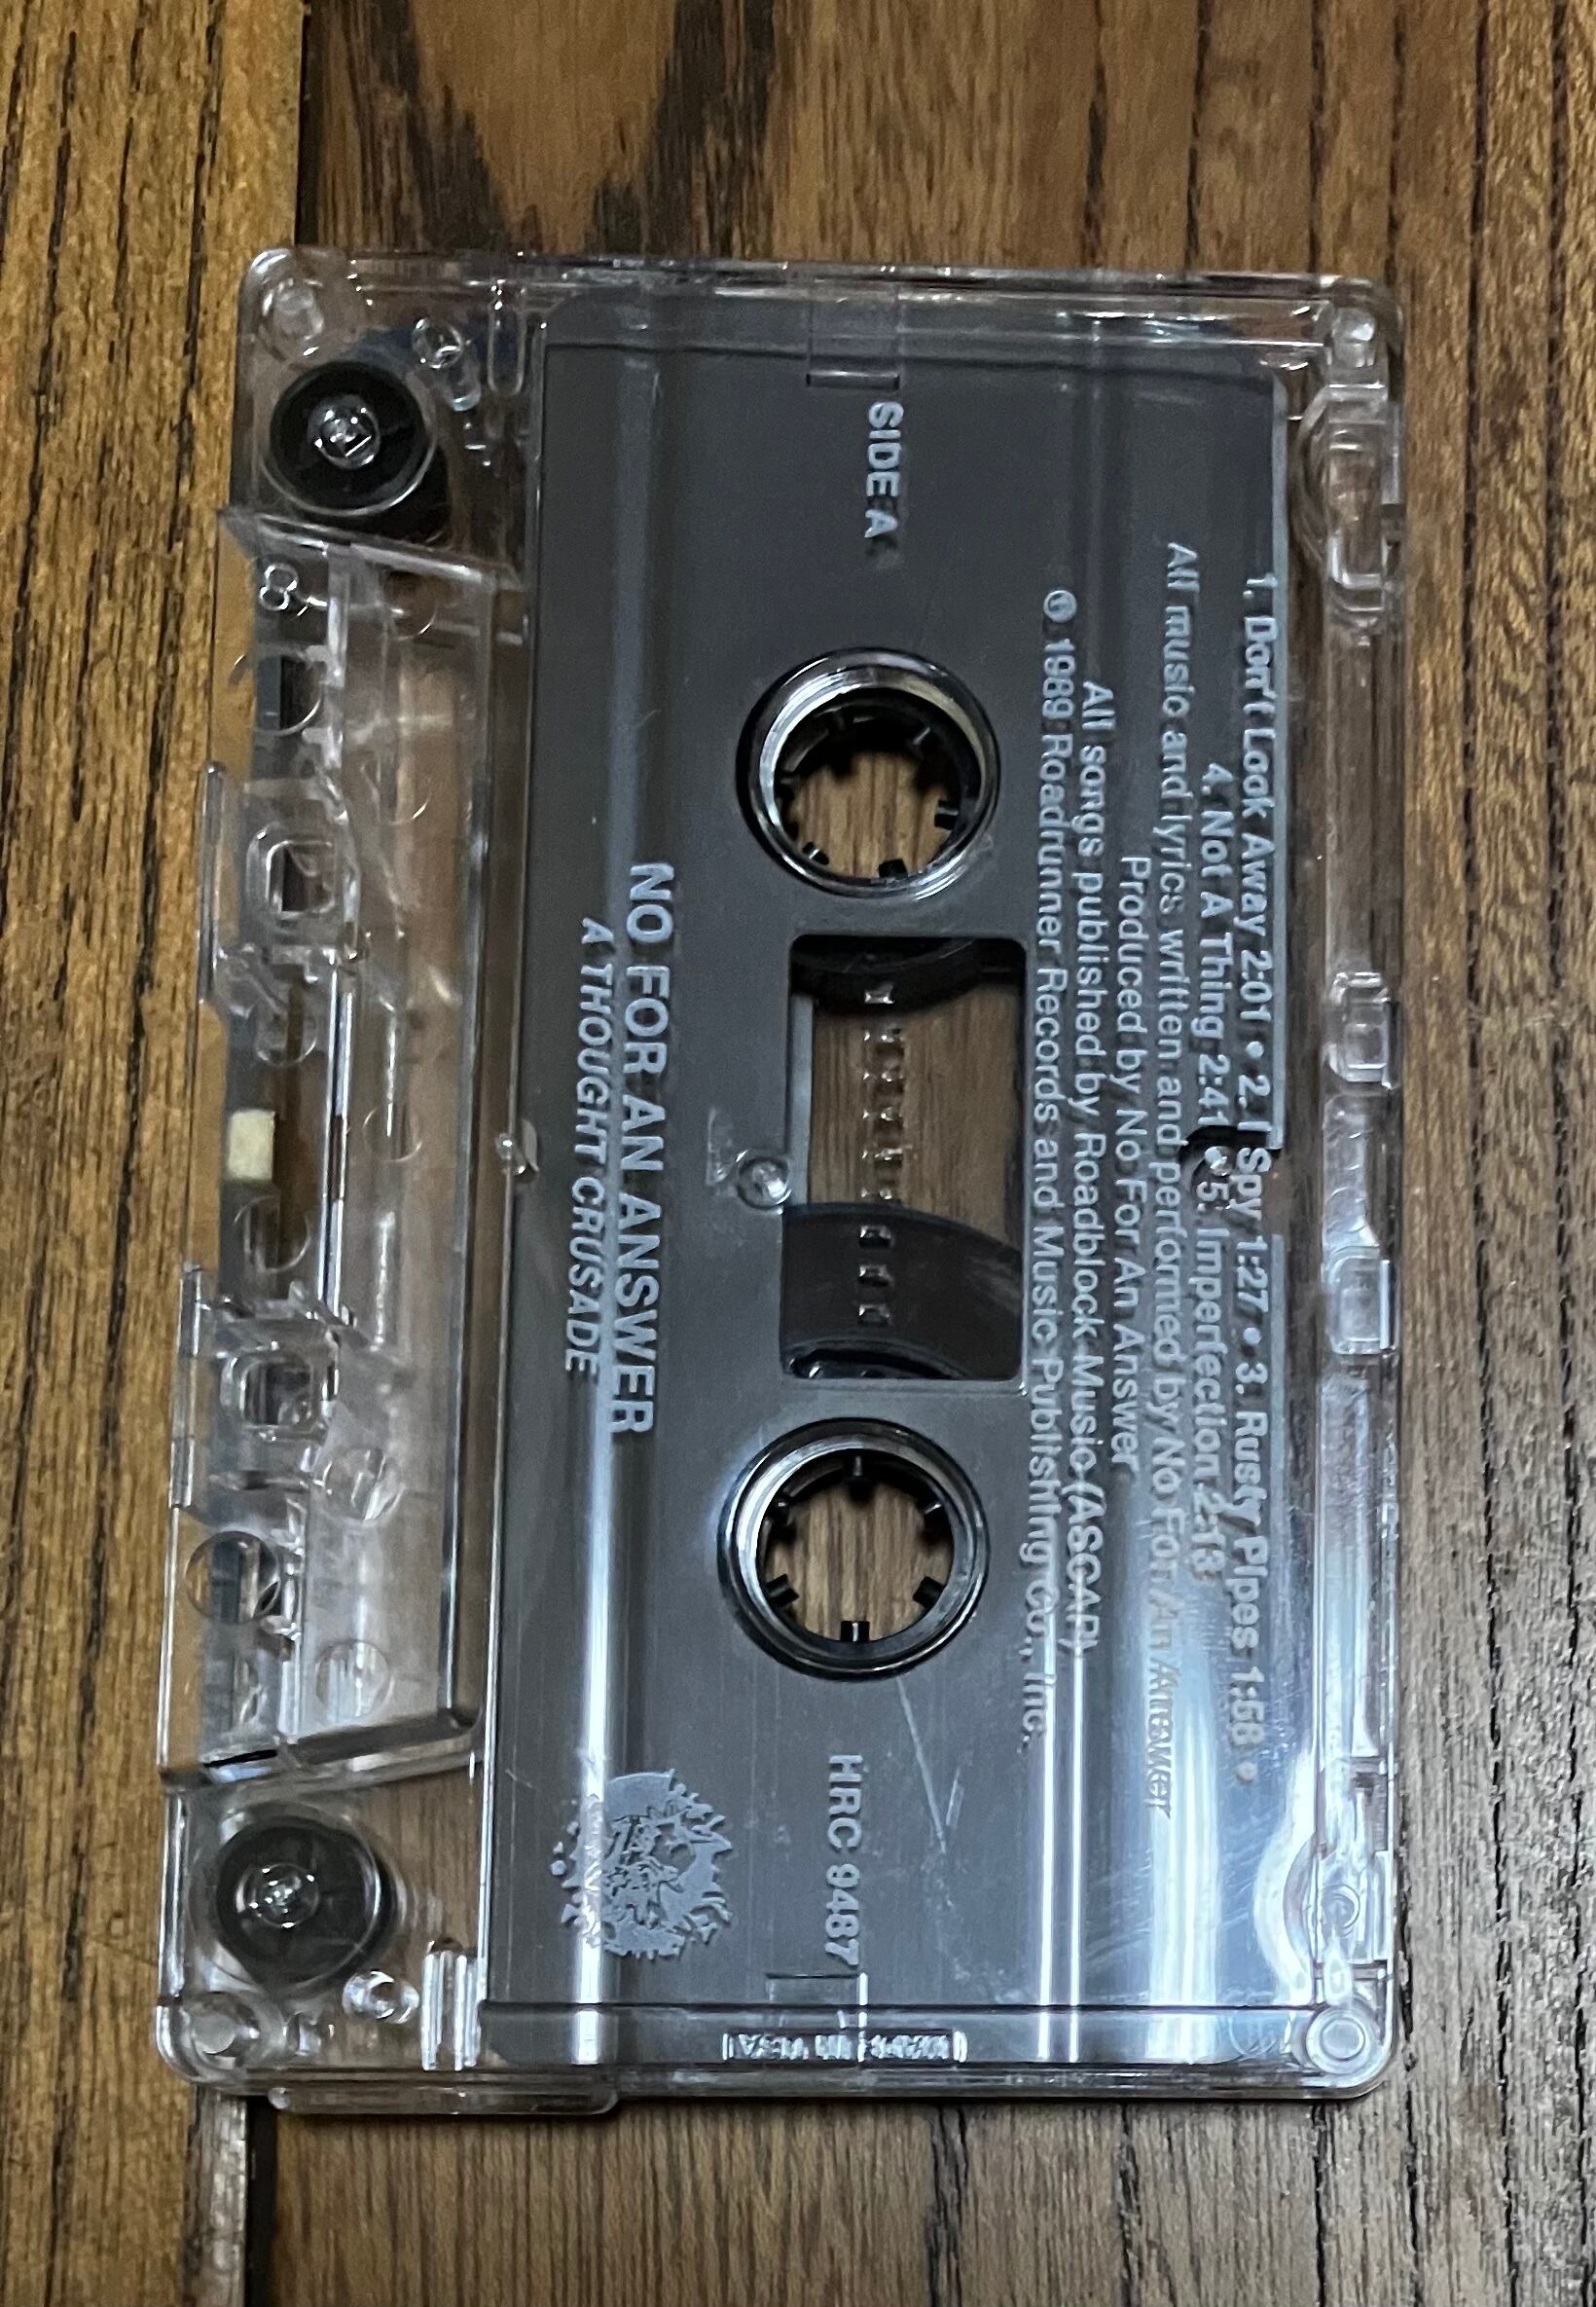 1. Don't Look Away 2:01 • 2. I Spy 1:27 • 3. Rusty Pipes 1:58 •
4. Not A Thing 2:41 • 5. Imperfection 2:13
All music and lyrics written and performed by No For An Answer
Produced by No For An Answer
All songs published by Roadblock Music (ASCAP)
℗ 1989 Roadrunner Records and Music Publishing Co., Inc.
SIDE A
HRC 9487
NO FOR AN ANSWER
A THOUGHT CRUSADE